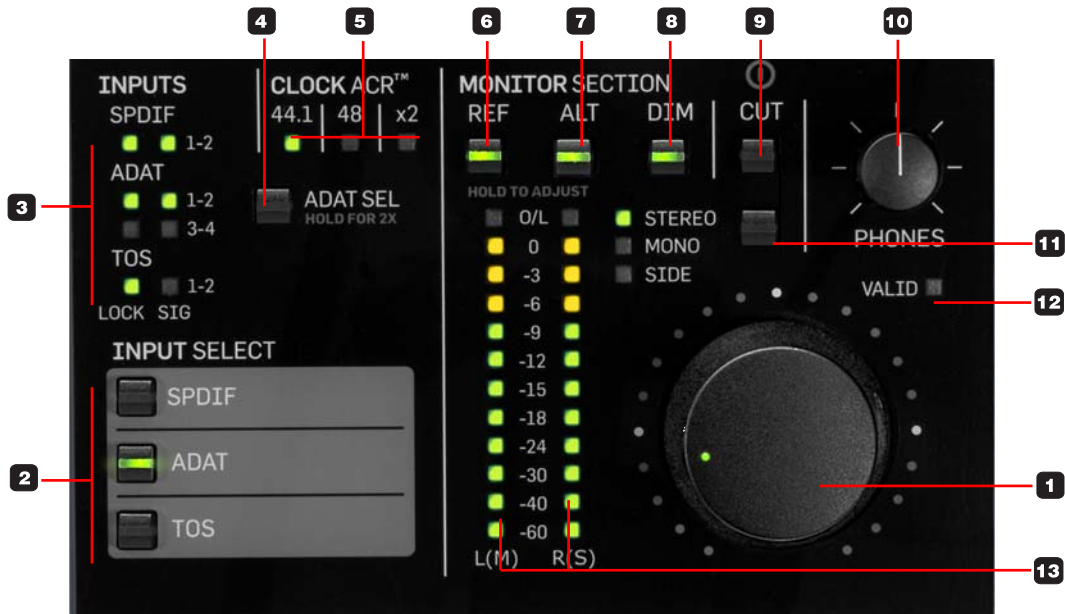 4 5 6 7 8 9 10
INPUTS
SPDIF
1-2
ADAT
1-2
3-4
TOS
1-2
LOCK SIG
3
CLOCK ACR™
44.1 48 x2
ADAT SEL
HOLD FOR 2X
INPUT SELECT
SPDIF
ADAT
TOS
2
MONITOR SECTION
REF ALT DIM CUT
HOLD TO ADJUST
O/L
0
-3
-6
-9
-12
-15
-18
-24
-30
-40
-60
L(M) R(S)
STEREO
MONO
SIDE
PHONES
VALID
11
12
1
13